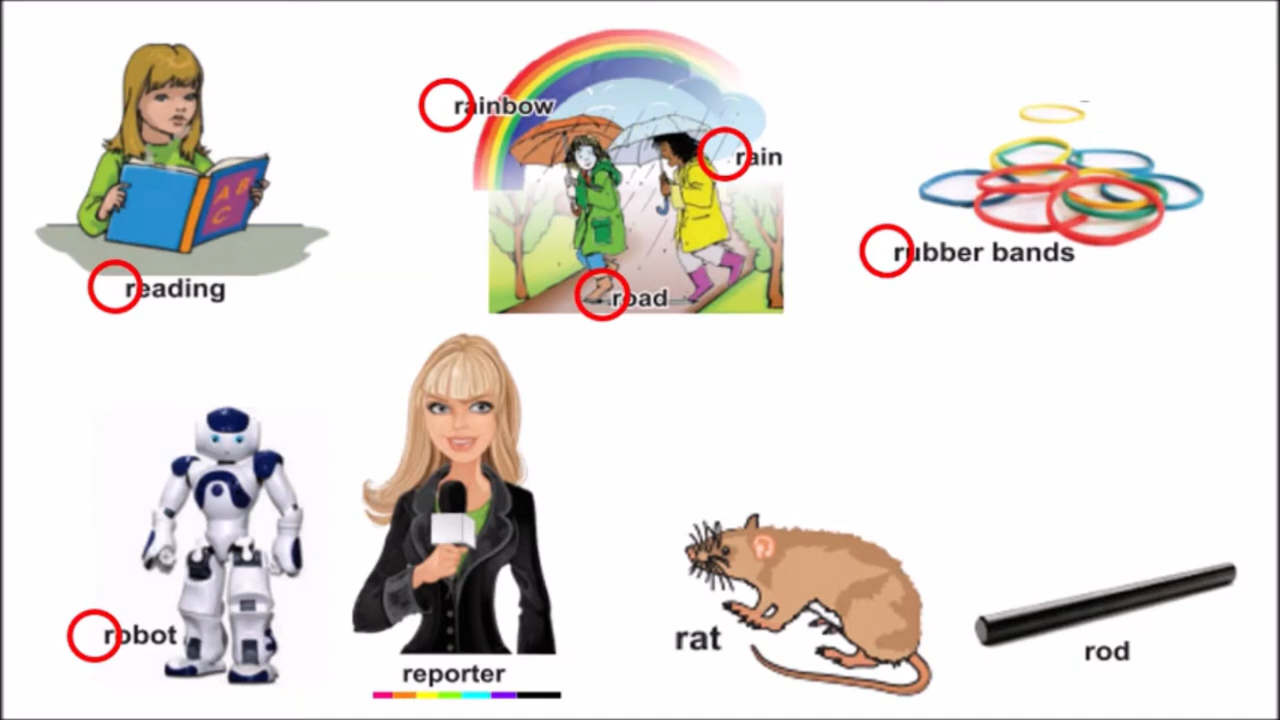 rainbow
rain
rubber bands
reading
road
robot
reporter
rat
rod
A B
C